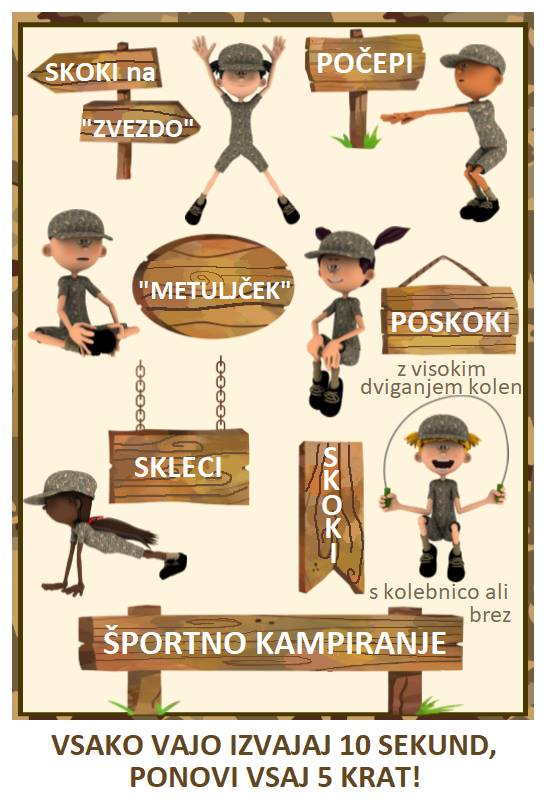 SKOKI na
"ZVEZDO"
POČEPI
"METULJČEK"
POSKOKI
z visokim
dviganjem kolen
SKLECI
SKOKI
s kolebnico ali
brez
ŠPORTNO KAMPIRANJE
VSAKO VAJO IZVAJAJ 10 SEKUND,
PONOVI VSAJ 5 KRAT!